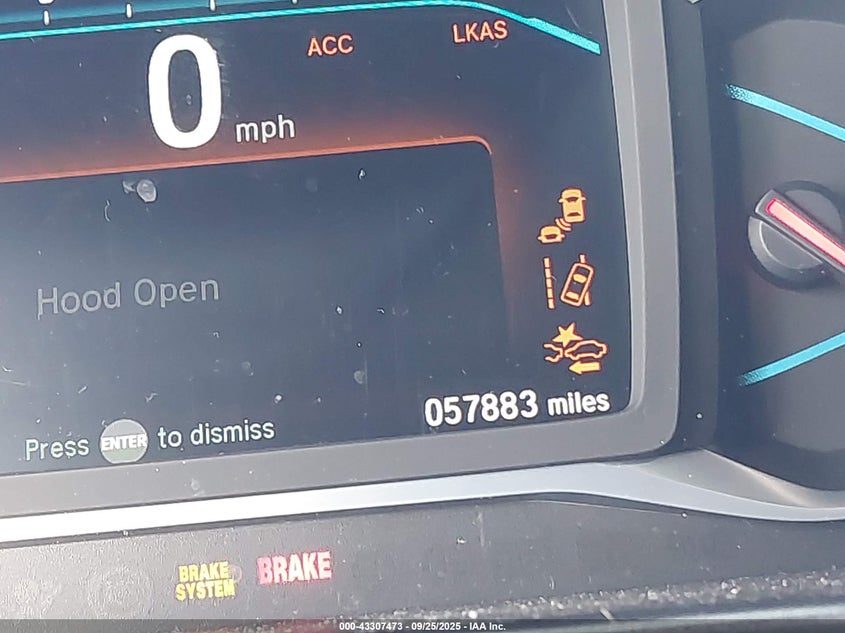 ACC
LKAS
0 mph
Hood Open
057883 miles
Press ENTER to dismiss
BRAKE
SYSTEM
BRAKE
000-43307473 - 09/25/2025 - IAA Inc.